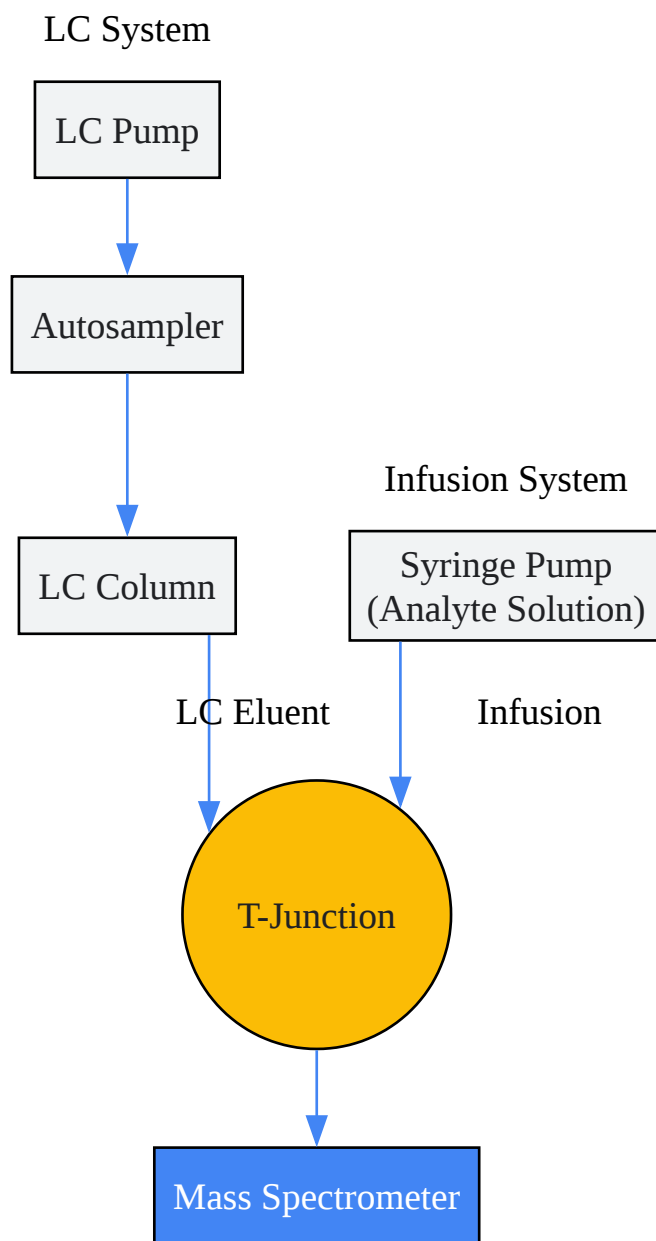 LC System
LC Pump
Autosampler
Infusion System
LC Column
Syringe Pump
(Analyte Solution)
LC Eluent
Infusion
T-Junction
Mass Spectrometer